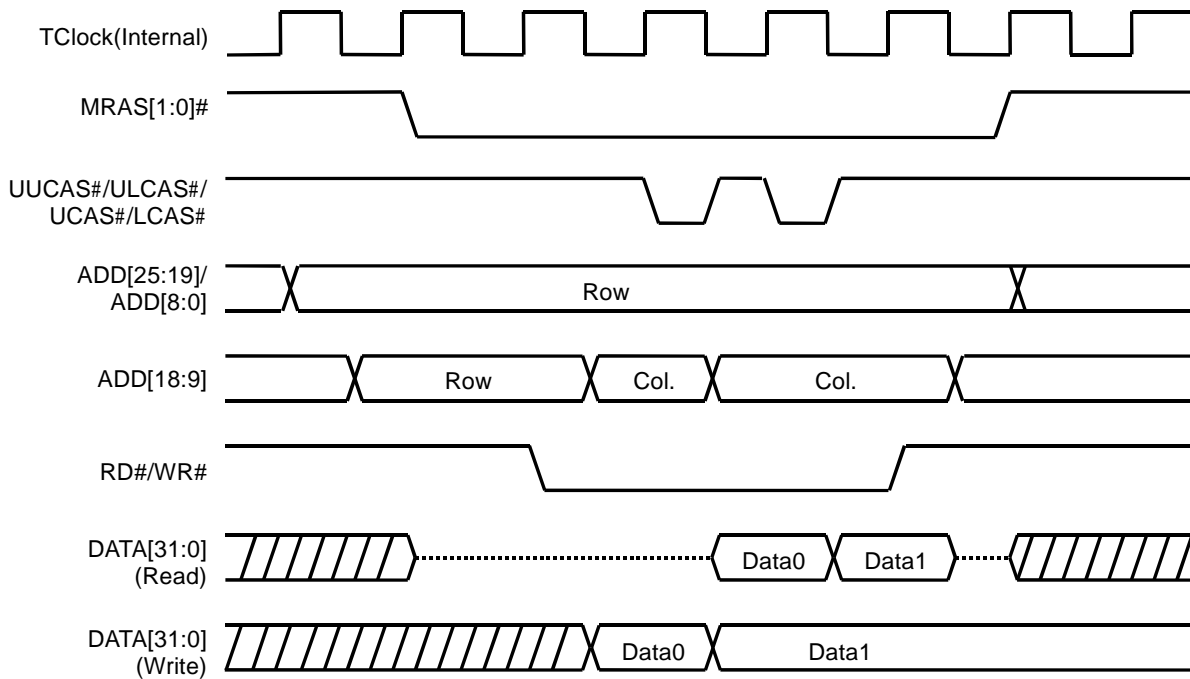 TClock(Internal)
MRAS[1:0]#
UUCAS#/ULCAS#/
UCAS#/LCAS#
ADD[25:19]/
ADD[8:0]
Row
ADD[18:9]
Row
Col.
Col.
RD#/WR#
DATA[31:0]
(Read)
Data0
Data1
DATA[31:0]
(Write)
Data0
Data1